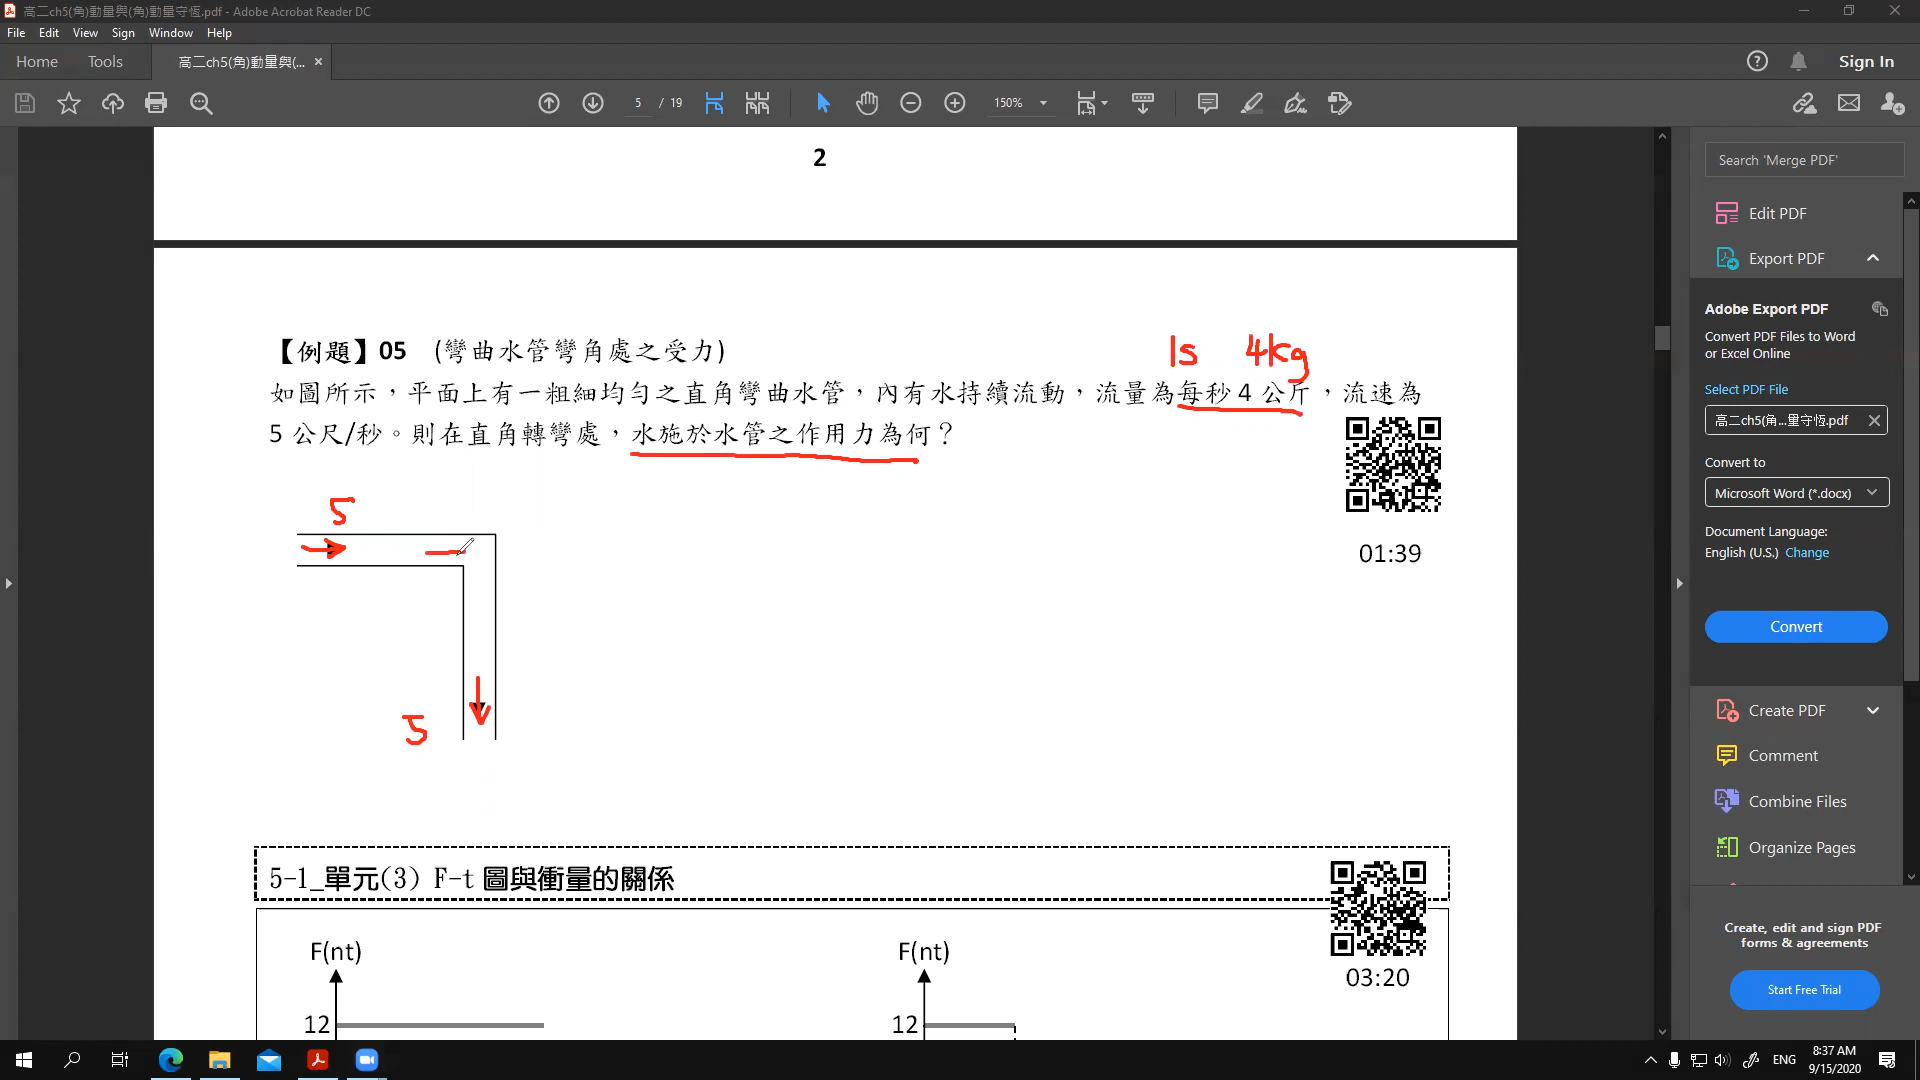 高二ch5(角)動量與(角)動量守恆.pdf - Adobe Acrobat Reader DC
File Edit View Sign Window Help
Home Tools 高二ch5(角)動量與(... × Sign In
5 / 19 150%
2
【例題】05 (彎曲水管彎角處之受力)
1s 4kg
如圖所示，平面上有一粗細均勻之直角彎曲水管，內有水持續流動，流量為每秒 4 公斤，流速為
5 公尺/秒。則在直角轉彎處，水施於水管之作用力為何？
5
01:39
5
5-1_單元(3) F-t 圖與衝量的關係
03:20
F(nt)
12
F(nt)
12
Search 'Merge PDF'
Edit PDF
Export PDF
Adobe Export PDF
Convert PDF Files to Word
or Excel Online
Select PDF File
高二ch5(角...量守恆.pdf
Convert to
Microsoft Word (*.docx)
Document Language:
English (U.S.) Change
Convert
Create PDF
Comment
Combine Files
Organize Pages
Create, edit and sign PDF
forms & agreements
Start Free Trial
ENG
8:37 AM
9/15/2020